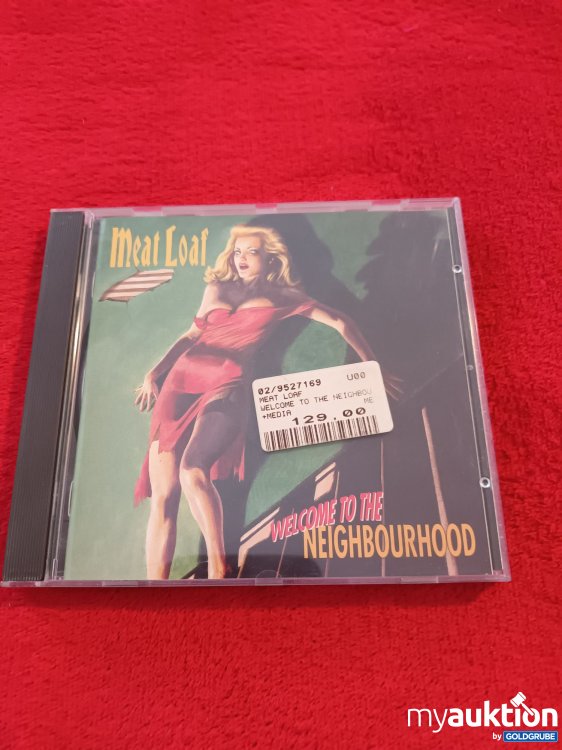 Meat Loaf
02/9527169 U00
MEAT LOAF
WELCOME TO THE NEIGHBOU
+MEDIA ME
129.00
WELCOME TO THE
NEIGHBOURHOOD
myauktion
by GOLDGRUBE